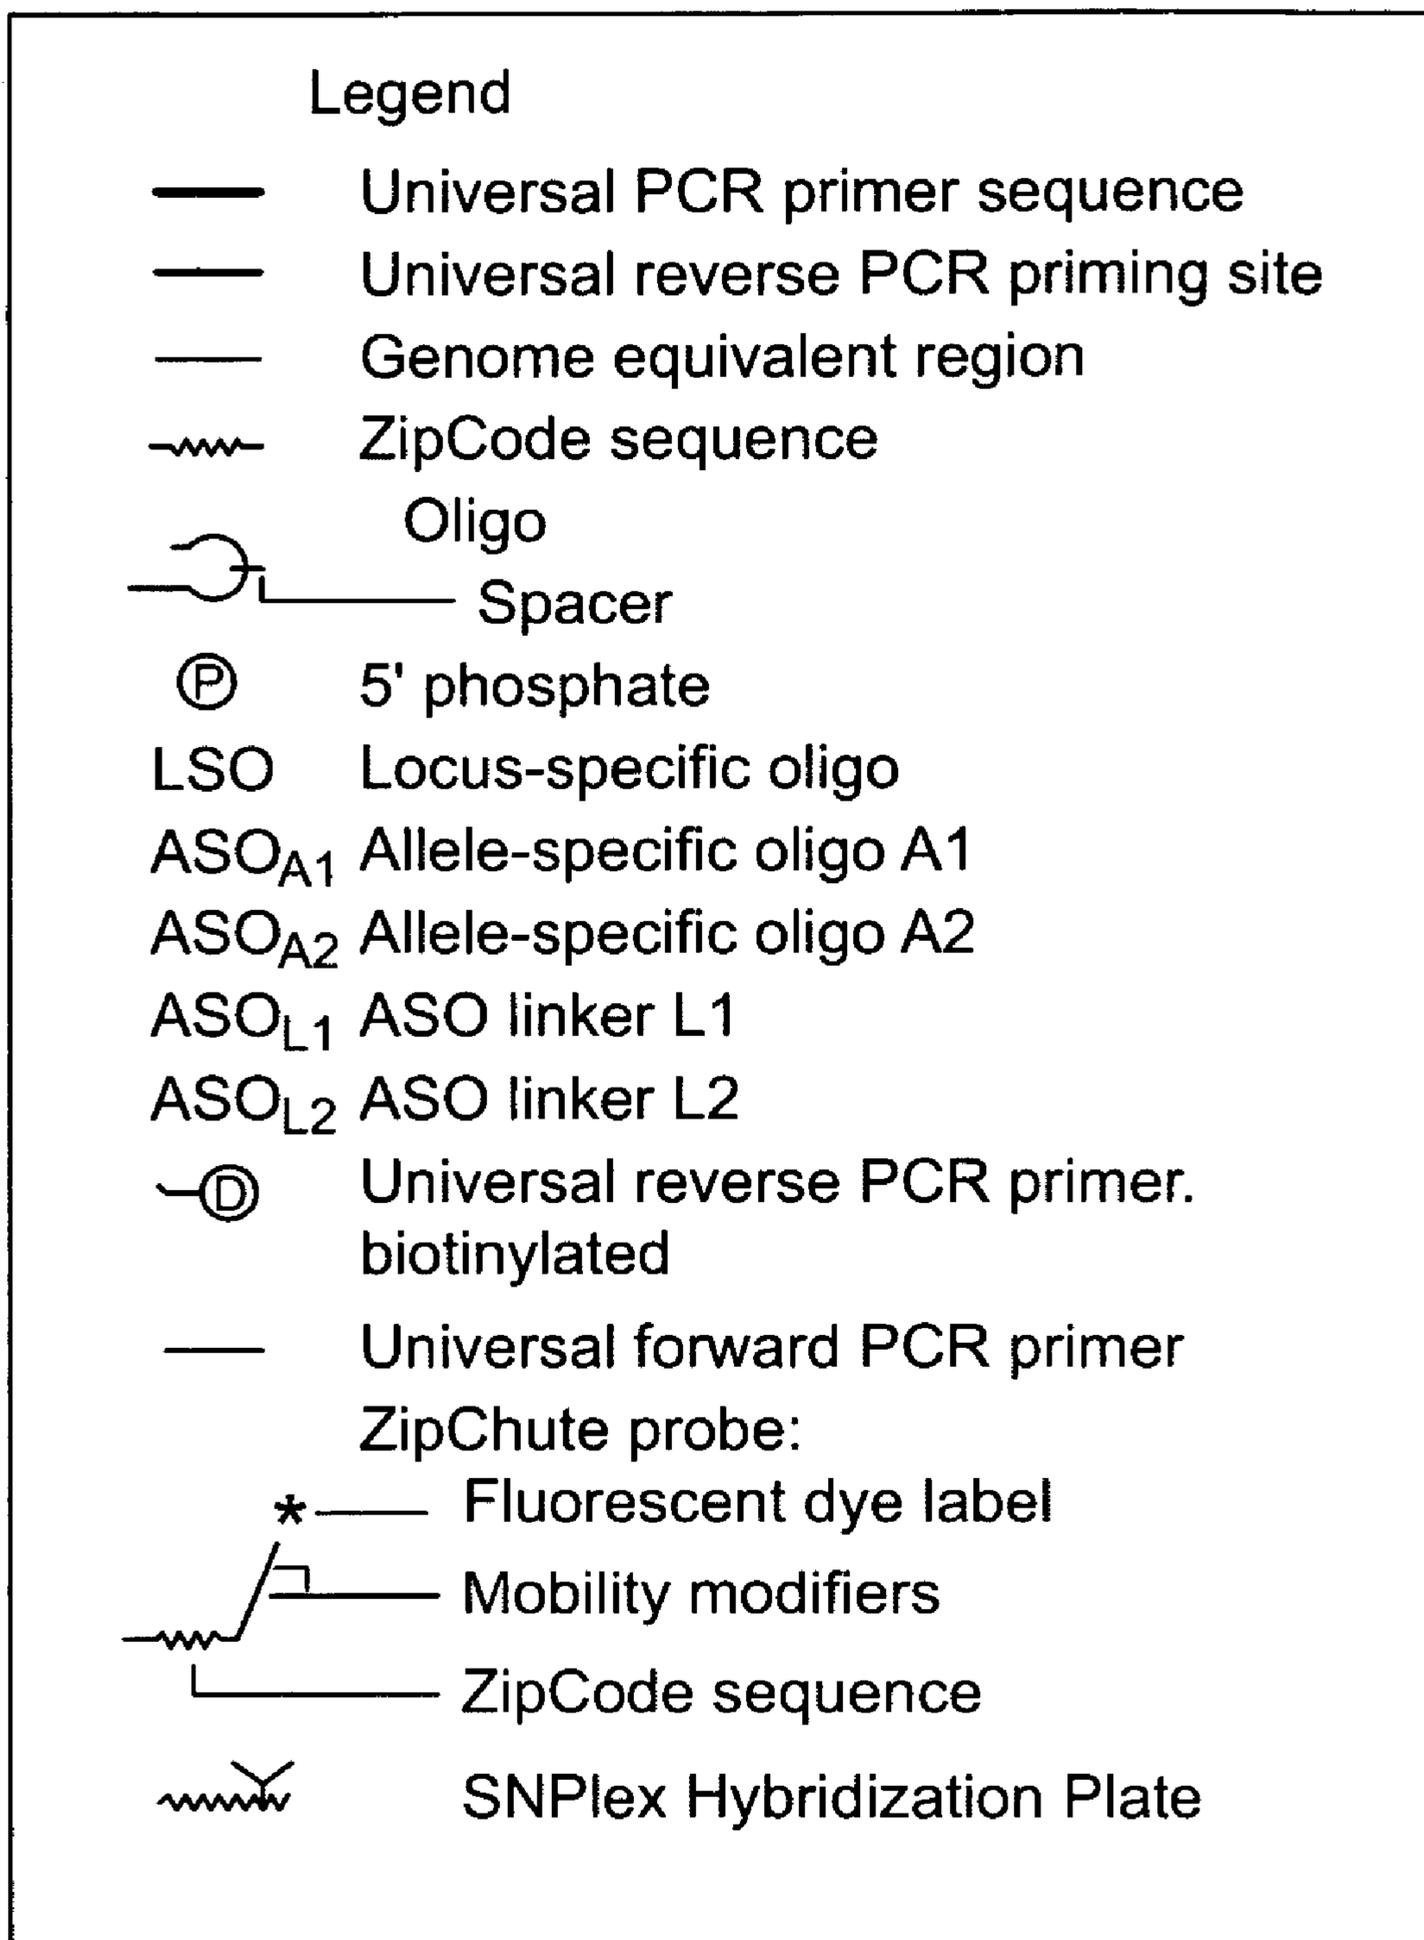 Legend
Universal PCR primer sequence
Universal reverse PCR priming site
Genome equivalent region
ZipCode sequence
Oligo
Spacer
P 5' phosphate
LSO Locus-specific oligo
ASOA1 Allele-specific oligo A1
ASOA2 Allele-specific oligo A2
ASOL1 ASO linker L1
ASOL2 ASO linker L2
D Universal reverse PCR primer.
biotinylated
Universal forward PCR primer
ZipChute probe:
* Fluorescent dye label
Mobility modifiers
ZipCode sequence
SNPlex Hybridization Plate